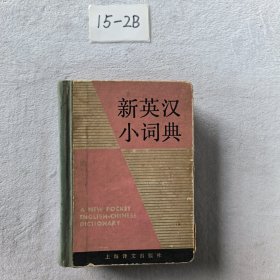 15-2B
新英汉
小词典
A NEW POCKET
ENGLISH-CHINESE
DICTIONARY
上海译文出版社